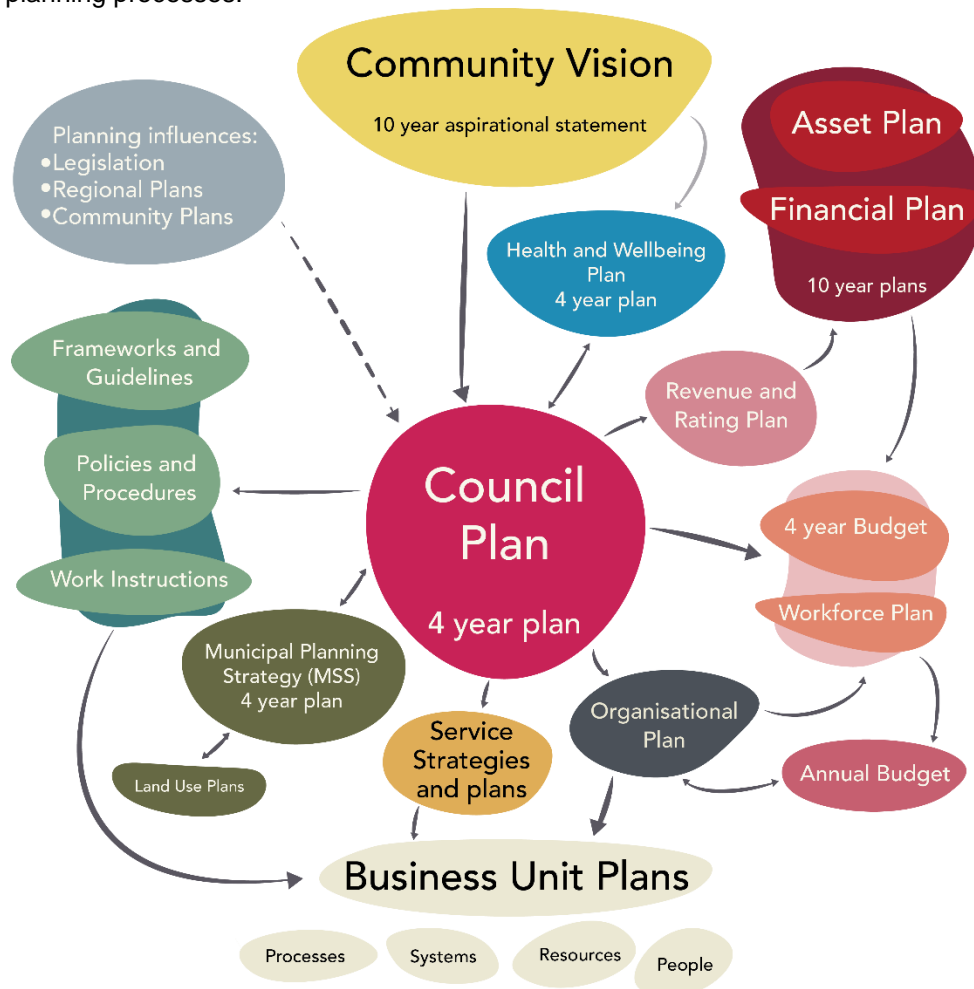 planning processes.
Community Vision
10 year aspirational statement
Planning influences:
•Legislation
•Regional Plans
•Community Plans
Asset Plan
Financial Plan
10 year plans
Health and Wellbeing
Plan
4 year plan
Frameworks and
Guidelines
Policies and
Procedures
Work Instructions
Revenue and
Rating Plan
Council
Plan
4 year plan
4 year Budget
Workforce Plan
Municipal Planning
Strategy (MSS)
4 year plan
Land Use Plans
Service
Strategies
and plans
Organisational
Plan
Annual Budget
Business Unit Plans
Processes
Systems
Resources
People